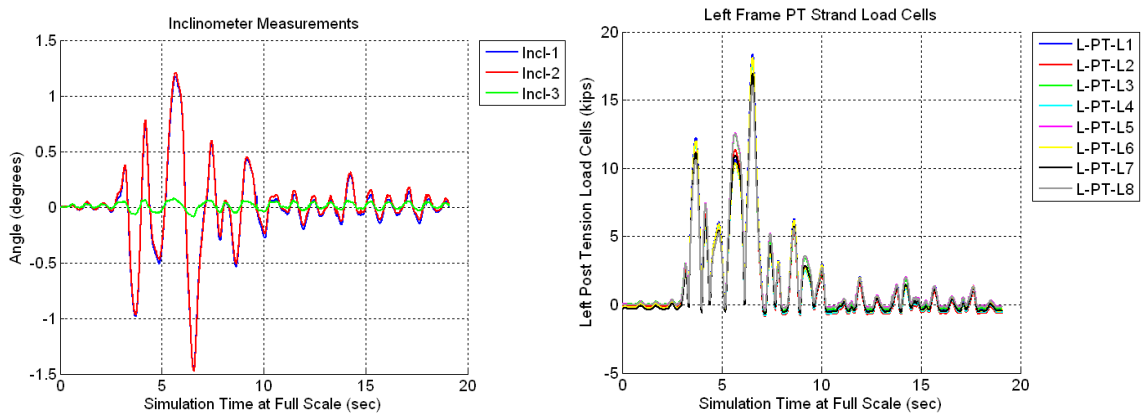 Inclinometer Measurements
1.5
1
0.5
0
-0.5
-1
-1.5
Angle (degrees)
0
5
10
15
20
Simulation Time at Full Scale (sec)
Incl-1
Incl-2
Incl-3
Left Frame PT Strand Load Cells
20
15
10
5
0
-5
Left Post Tension Load Cells (kips)
0
5
10
15
20
Simulation Time at Full Scale (sec)
L-PT-L1
L-PT-L2
L-PT-L3
L-PT-L4
L-PT-L5
L-PT-L6
L-PT-L7
L-PT-L8